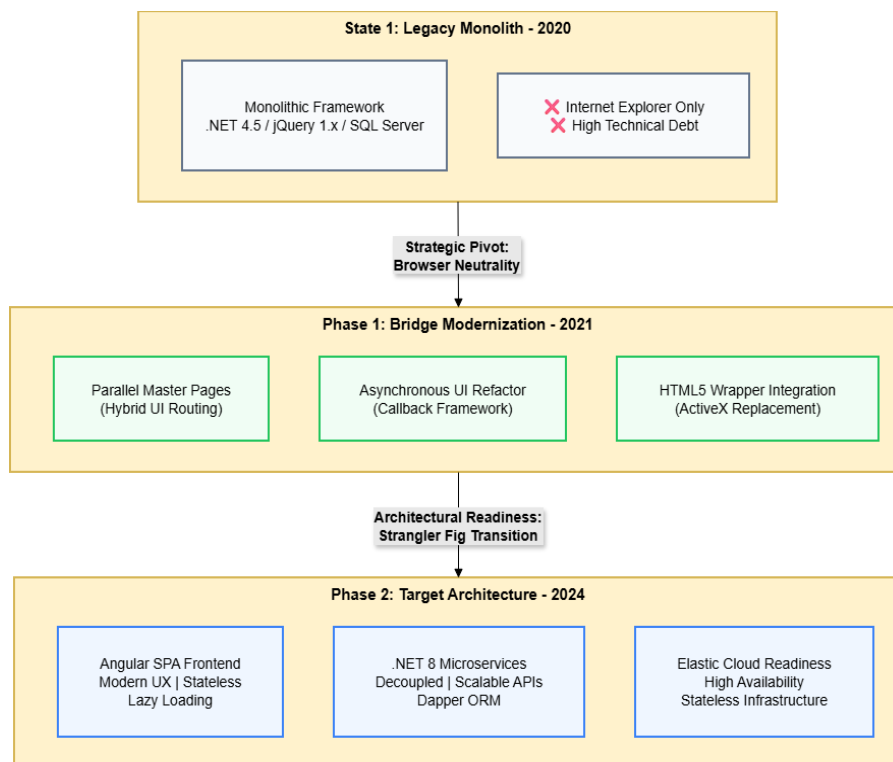 State 1: Legacy Monolith - 2020
Monolithic Framework
.NET 4.5 / jQuery 1.x / SQL Server
❌ Internet Explorer Only
❌ High Technical Debt
Strategic Pivot:
Browser Neutrality
Phase 1: Bridge Modernization - 2021
Parallel Master Pages
(Hybrid UI Routing)
Asynchronous UI Refactor
(Callback Framework)
HTML5 Wrapper Integration
(ActiveX Replacement)
Architectural Readiness:
Strangler Fig Transition
Phase 2: Target Architecture - 2024
Angular SPA Frontend
Modern UX | Stateless
Lazy Loading
.NET 8 Microservices
Decoupled | Scalable APIs
Dapper ORM
Elastic Cloud Readiness
High Availability
Stateless Infrastructure